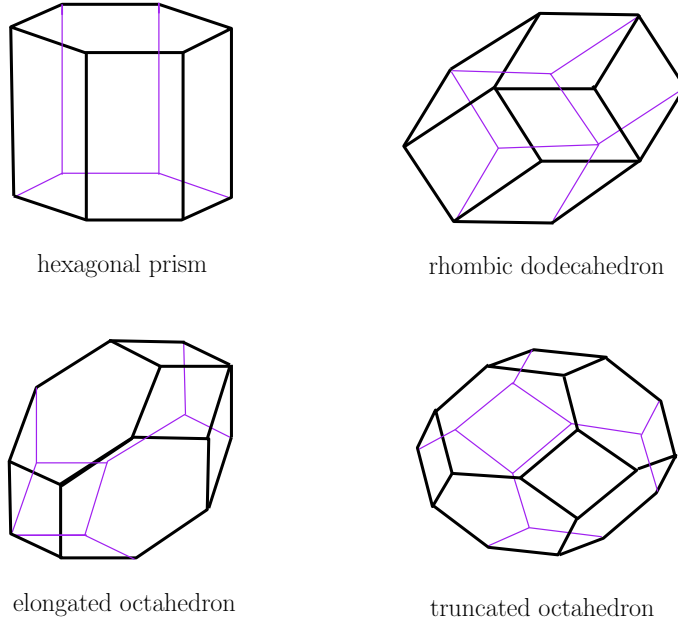 hexagonal prism
rhombic dodecahedron
elongated octahedron
truncated octahedron